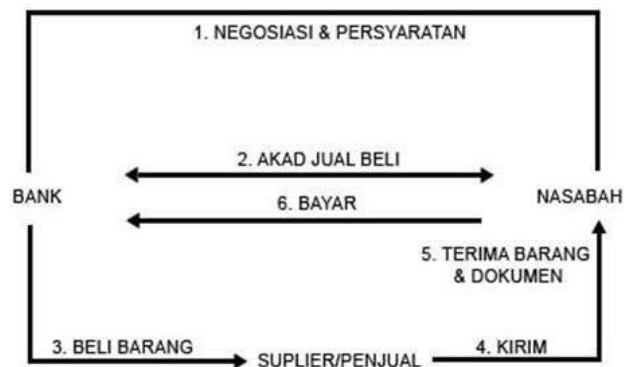 1. NEGOSIASI & PERSYARATAN
2. AKAD JUAL BELI
BANK
NASABAH
6. BAYAR
5. TERIMA BARANG
& DOKUMEN
3. BELI BARANG
SUPLIER/PENJUAL
4. KIRIM